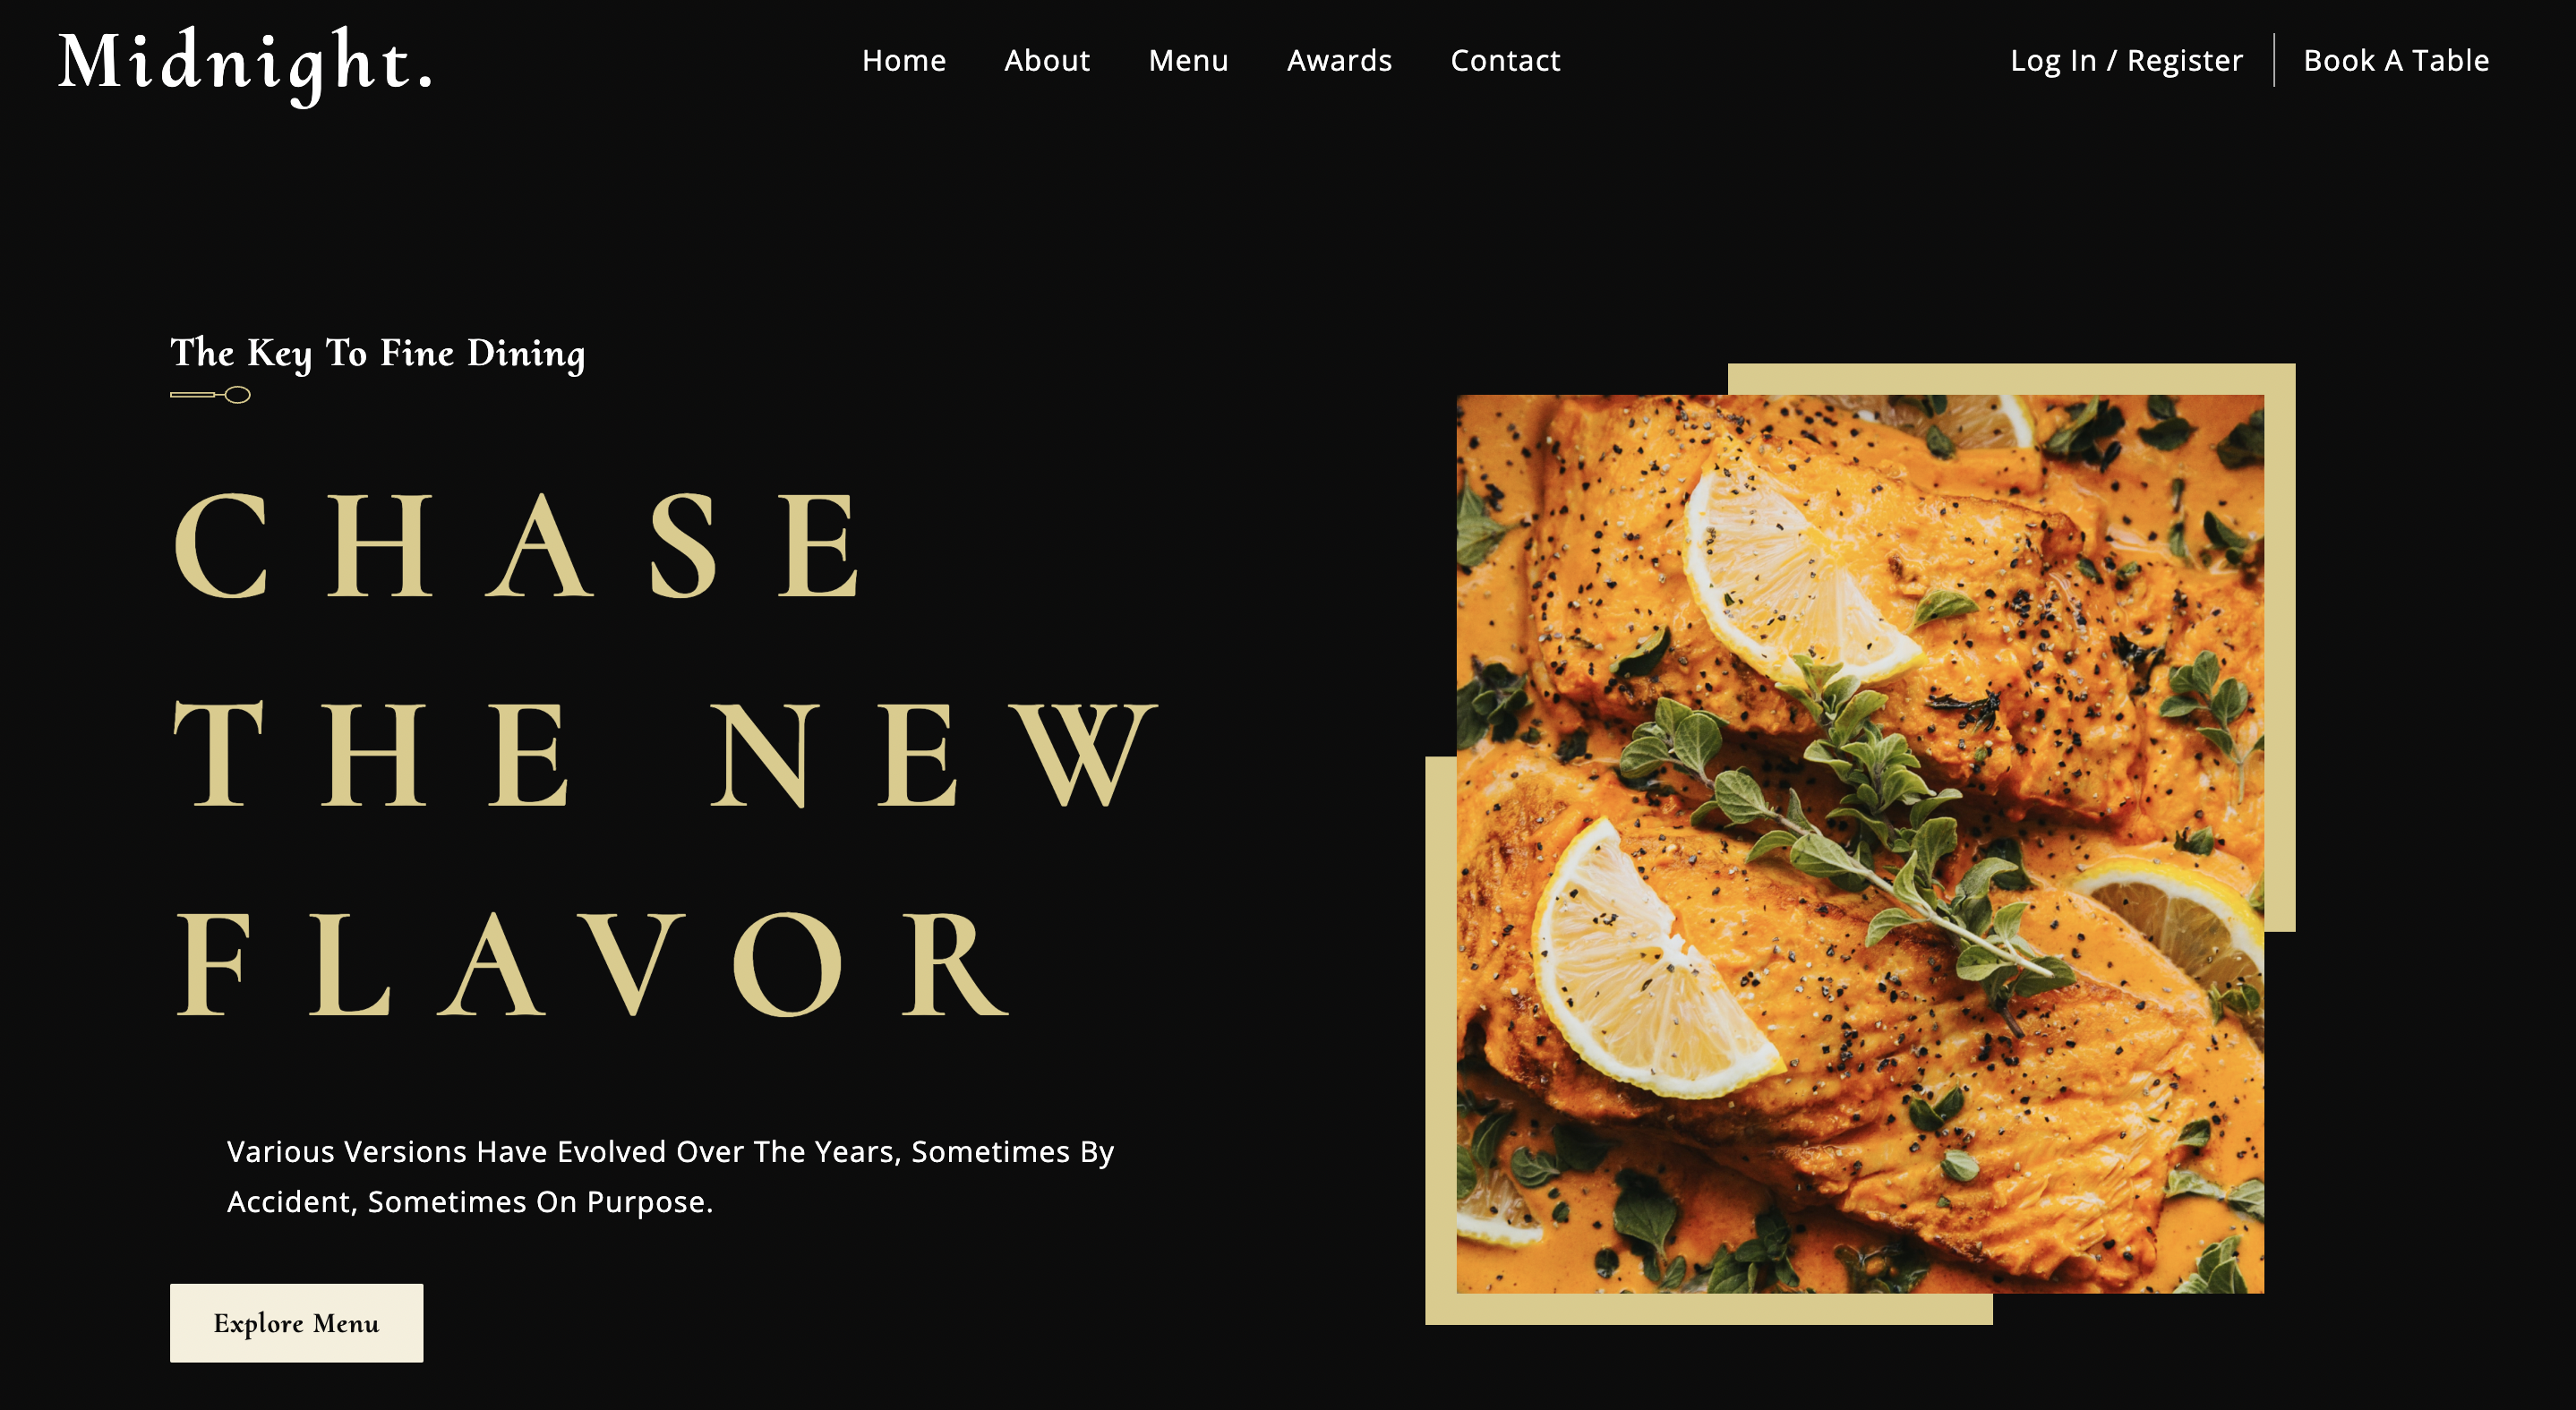 Midnight.
Home
About
Menu
Awards
Contact
Log In / Register
Book A Table
The Key To Fine Dining
CHASE
THE NEW
FLAVOR
Various Versions Have Evolved Over The Years, Sometimes By
Accident, Sometimes On Purpose.
Explore Menu